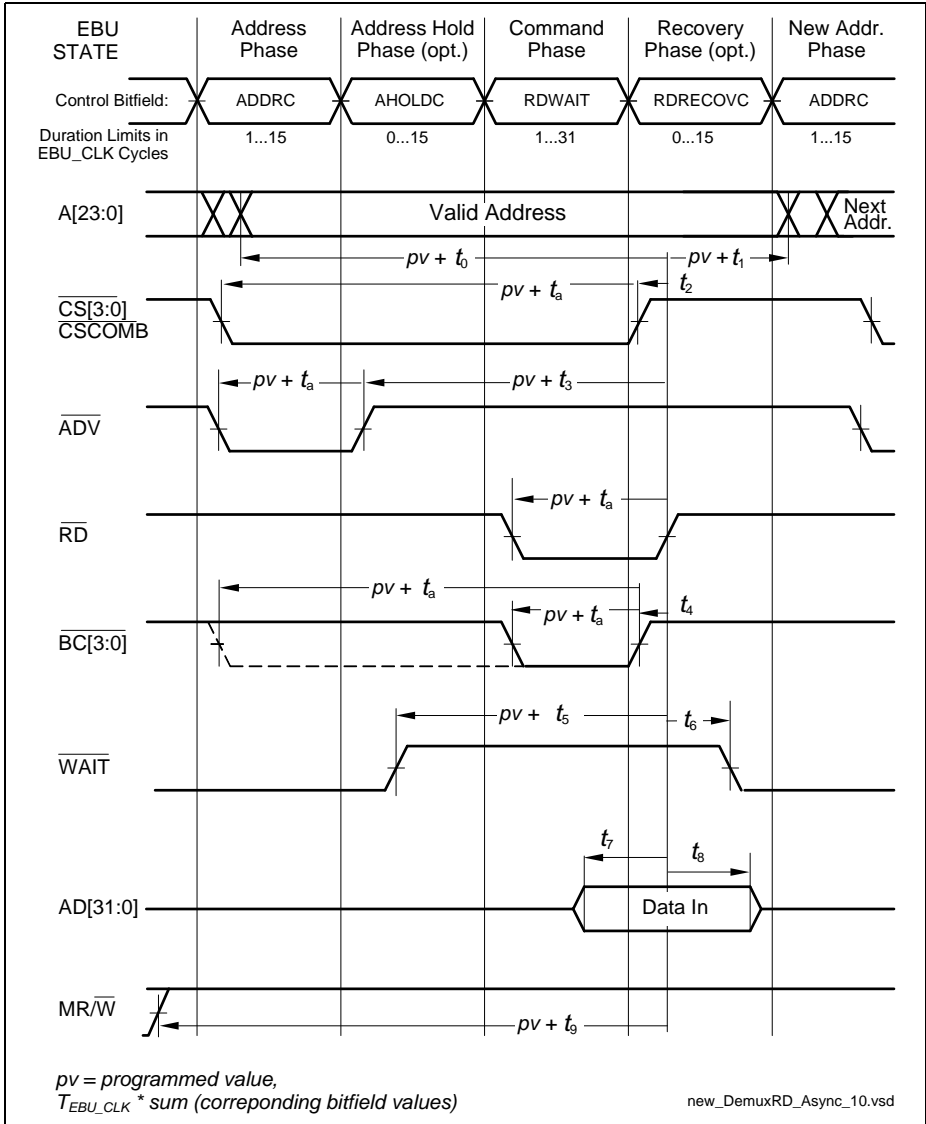 EBU STATE
Address Phase
Address Hold Phase (opt.)
Command Phase
Recovery Phase (opt.)
New Addr. Phase
Control Bitfield: ADDRC AHOLDC RDWAIT RDRECOVC ADDRC
Duration Limits in EBU_CLK Cycles
1...15 0...15 1...31 0...15 1...15
A[23:0] Valid Address Next Addr.
pv + t0 pv + t1
pv + ta t2
CS[3:0]
CSCOMB
pv + ta pv + t3
ADV
pv + ta
RD
pv + ta
pv + ta t4
BC[3:0]
pv + t5 t6
WAIT
t7 t8
AD[31:0] Data In
MR/W
pv + t9
pv = programmed value,
TEBU_CLK * sum (correponding bitfield values)
new_DemuxRD_Async_10.vsd